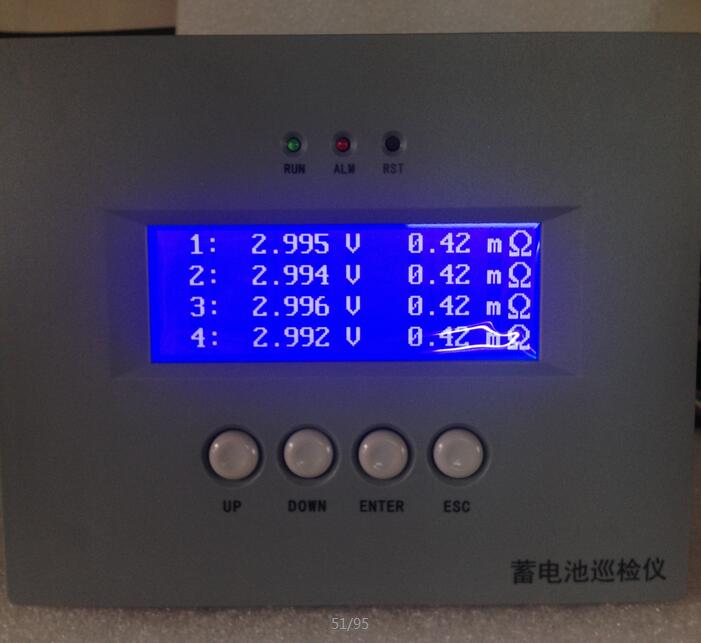 RUN ALM RST
1: 2.995 V 0.42 mΩ
2: 2.994 V 0.42 mΩ
3: 2.996 V 0.42 mΩ
4: 2.992 V 0.42 mΩ
UP DOWN ENTER ESC
蓄电池巡检仪
51/95